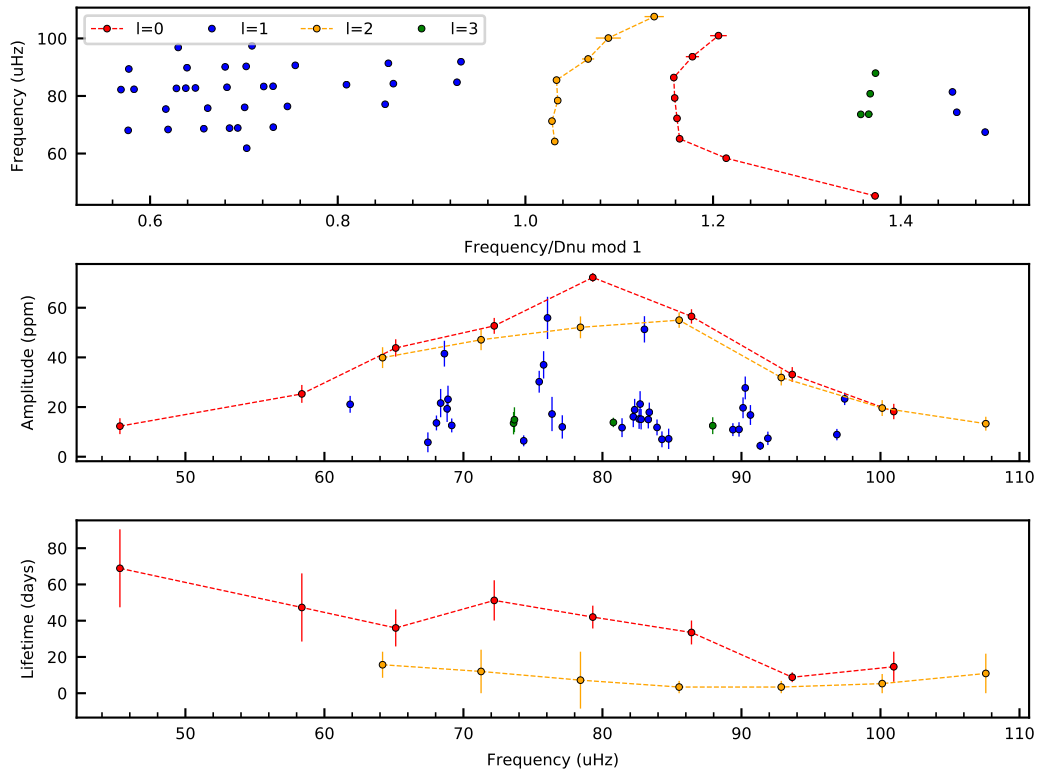 l=0 l=1 l=2 l=3
100
80
60
Frequency (uHz)
0.6 0.8 1.0 1.2 1.4
Frequency/Dnu mod 1
60
40
20
0
Amplitude (ppm)
50 60 70 80 90 100 110
80
60
40
20
0
Lifetime (days)
50 60 70 80 90 100 110
Frequency (uHz)